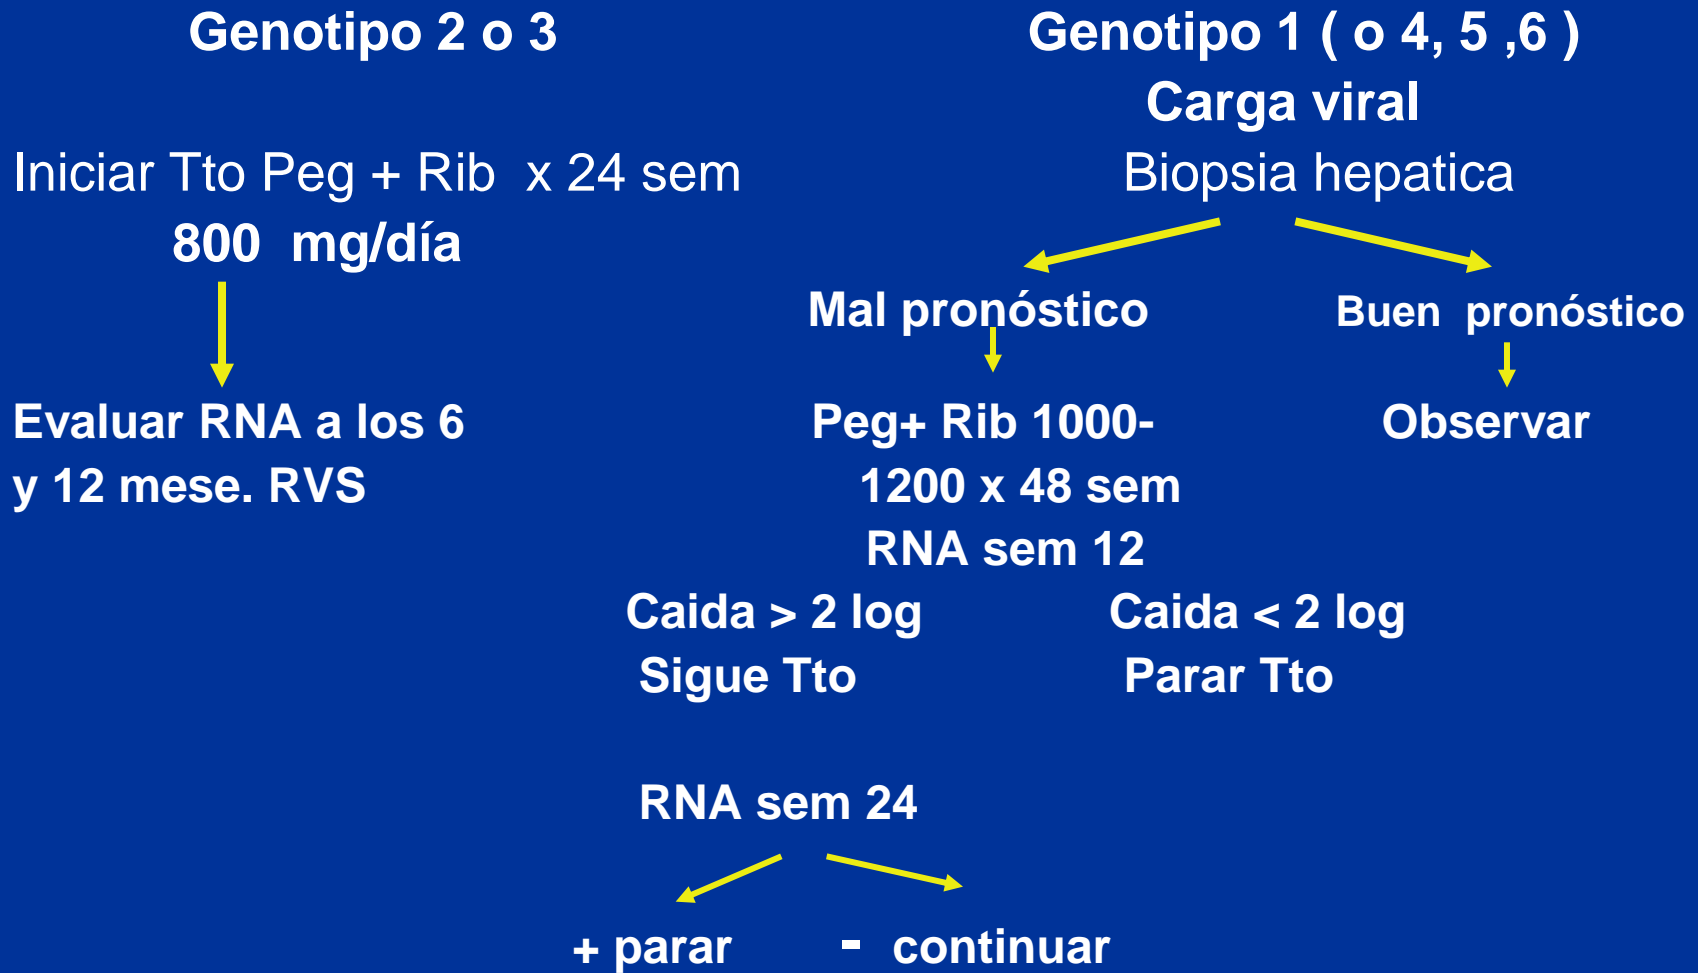 Genotipo 2 o 3
Iniciar Tto Peg + Rib x 24 sem
800 mg/día
Evaluar RNA a los 6
y 12 mese. RVS
Genotipo 1 ( o 4, 5 ,6 )
Carga viral
Biopsia hepatica
Mal pronóstico
Buen pronóstico
Peg+ Rib 1000-
1200 x 48 sem
RNA sem 12
Observar
Caida > 2 log
Sigue Tto
Caida < 2 log
Parar Tto
RNA sem 24
+ parar
- continuar